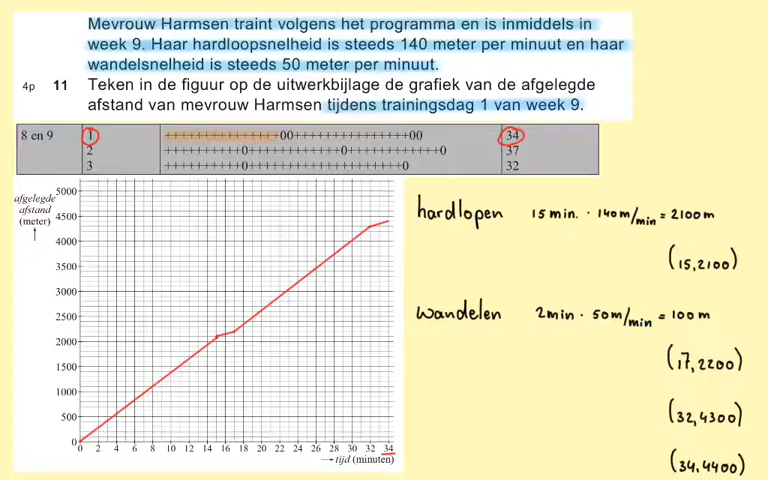 Mevrouw Harmsen traint volgens het programma en is inmiddels in
week 9. Haar hardloopsnelheid is steeds 140 meter per minuut en haar
wandelsnelheid is steeds 50 meter per minuut.
4p 11 Teken in de figuur op de uitwerkbijlage de grafiek van de afgelegde
afstand van mevrouw Harmsen tijdens trainingsdag 1 van week 9.
8 en 9 1 +++++++++++++++00+++++++++++++++00 34
2 ++++++++++0++++++++++++0++++++++++++0 37
3 ++++++++++0++++++++++++++++++++0 32
afgelegde
afstand
(meter)
5000
4500
4000
3500
3000
2500
2000
1500
1000
500
0
0 2 4 6 8 10 12 14 16 18 20 22 24 26 28 30 32 34
tijd (minuten)
hardlopen 15 min. · 140 m/min = 2100 m
(15,2100)
wandelen 2 min · 50 m/min = 100 m
(17,2200)
(32,4300)
(34,4400)